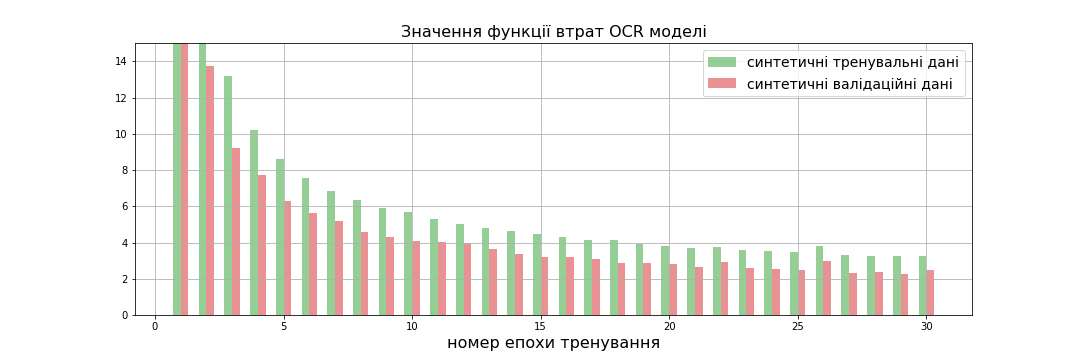 Значення функції втрат OCR моделі
синтетичні тренувальні дані
синтетичні валідаційні дані
14
12
10
8
6
4
2
0
0 5 10 15 20 25 30
номер епохи тренування